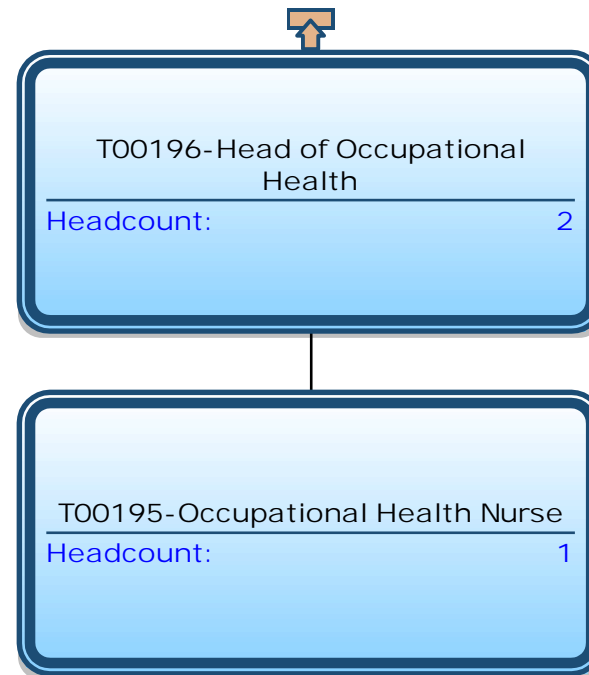 T00196-Head of Occupational
Health
Headcount: 2
T00195-Occupational Health Nurse
Headcount: 1